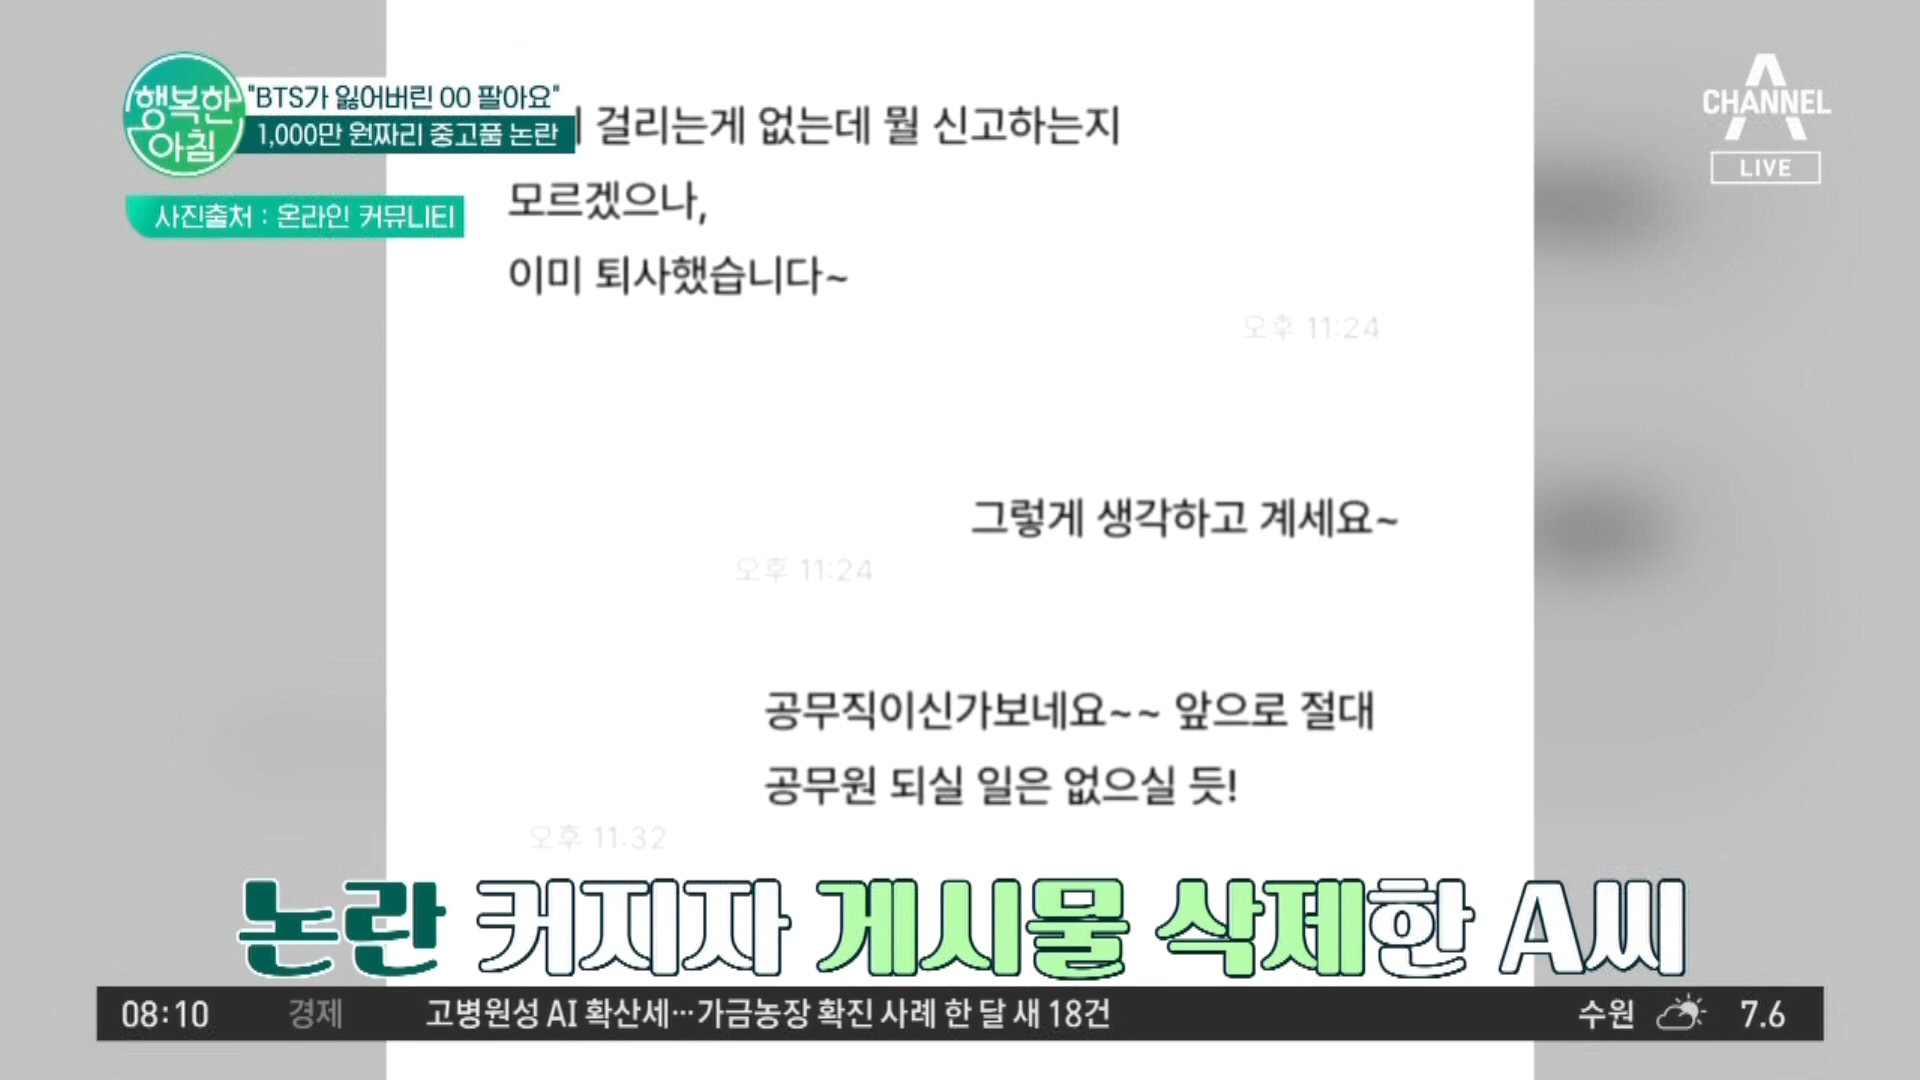 행복한
아침
"BTS가 잃어버린 OO 팔아요"
1,000만 원짜리 중고품 논란
사진출처 : 온라인 커뮤니티
CHANNEL A
LIVE
걸리는게 없는데 뭘 신고하는지
모르겠으나,
이미 퇴사했습니다~
오후 11:24
그렇게 생각하고 계세요~
오후 11:24
공무직이신가보네요~~ 앞으로 절대
공무원 되실 일은 없으실 듯!
오후 11:32
논란 커지자 게시물 삭제한 A씨
08:10 경제 고병원성 AI 확산세…가금농장 확진 사례 한 달 새 18건 수원 7.6